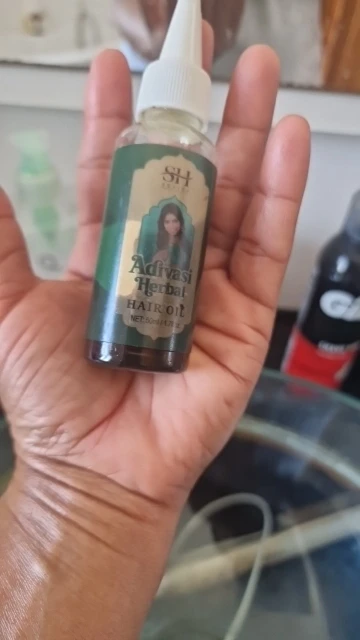 SH
Adivasi
Herbal
HAIR OIL